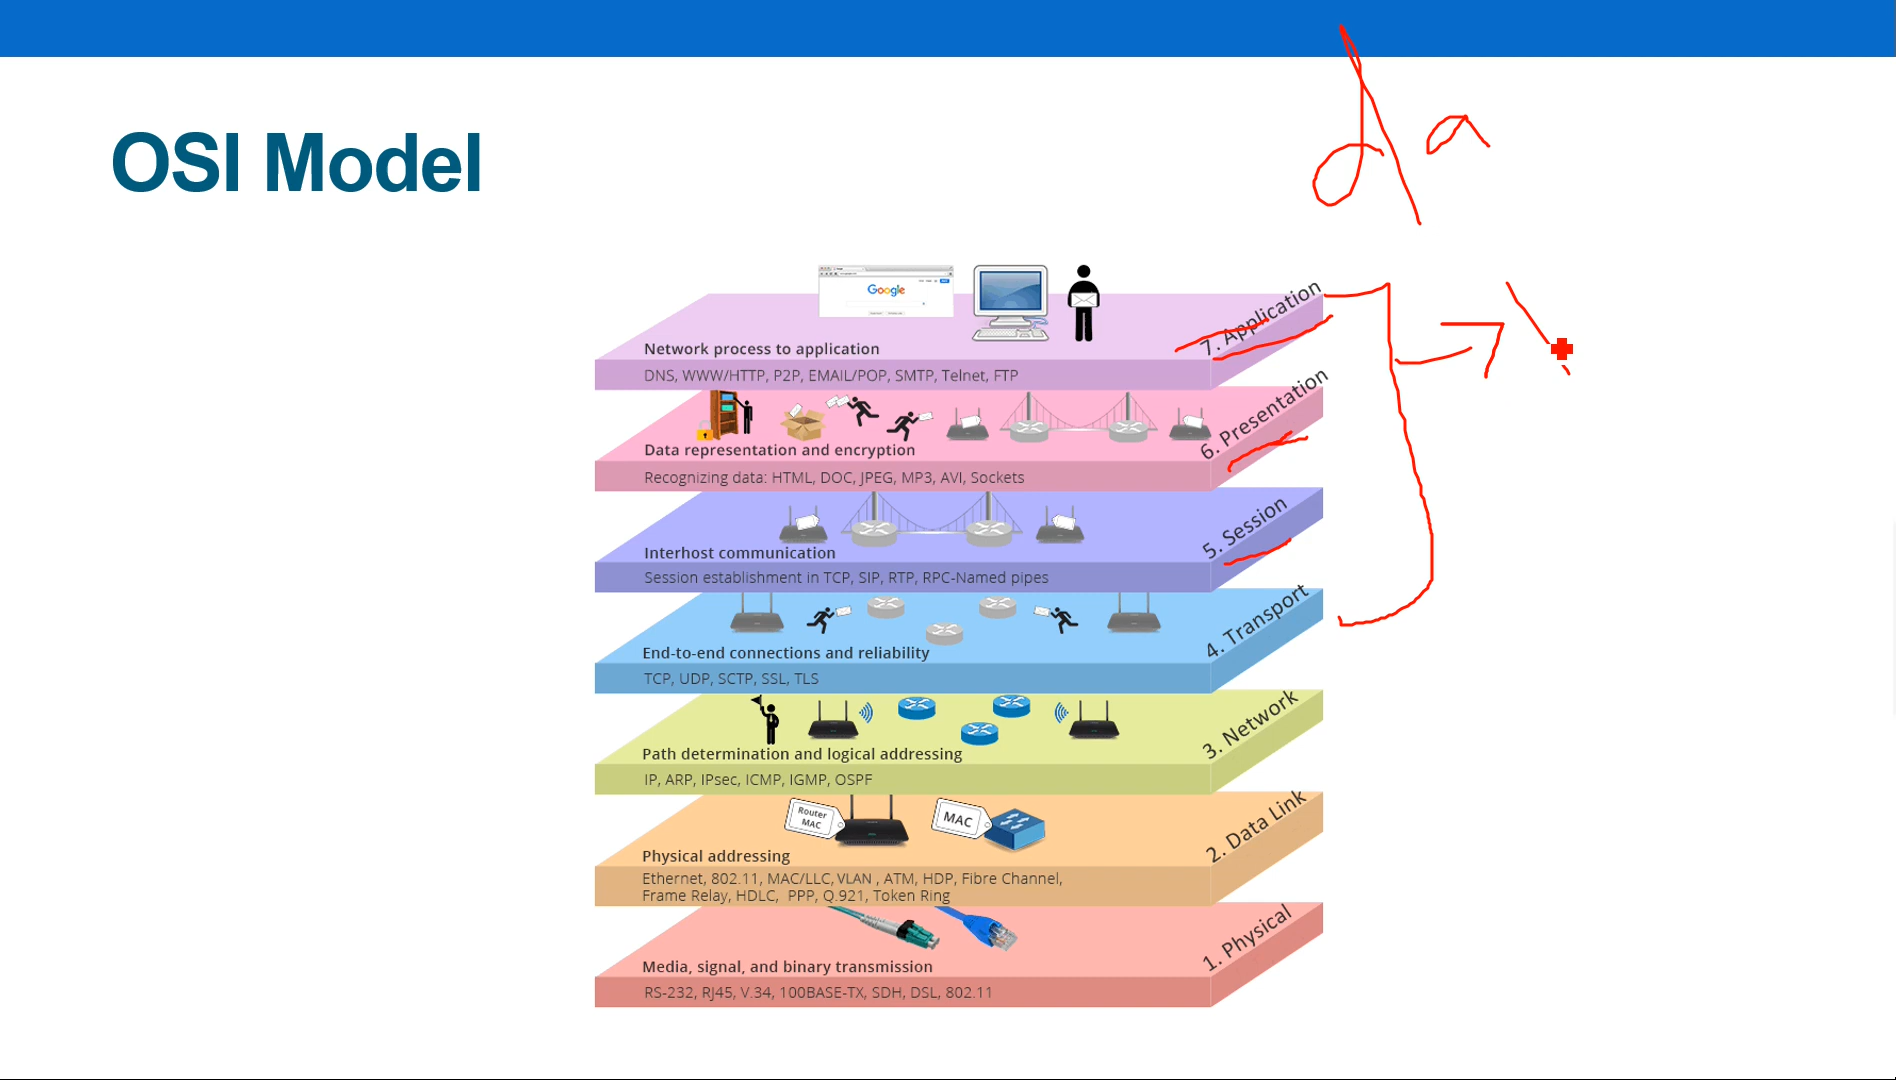 OSI Model
Google
7. Application
Network process to application
DNS, WWW/HTTP, P2P, EMAIL/POP, SMTP, Telnet, FTP
6. Presentation
Data representation and encryption
Recognizing data: HTML, DOC, JPEG, MP3, AVI, Sockets
5. Session
Interhost communication
Session establishment in TCP, SIP, RTP, RPC-Named pipes
4. Transport
End-to-end connections and reliability
TCP, UDP, SCTP, SSL, TLS
3. Network
Path determination and logical addressing
IP, ARP, IPsec, ICMP, IGMP, OSPF
Router
MAC
MAC
2. Data Link
Physical addressing
Ethernet, 802.11, MAC/LLC, VLAN , ATM, HDP, Fibre Channel,
Frame Relay, HDLC, PPP, Q.921, Token Ring
1. Physical
Media, signal, and binary transmission
RS-232, RJ45, V.34, 100BASE-TX, SDH, DSL, 802.11